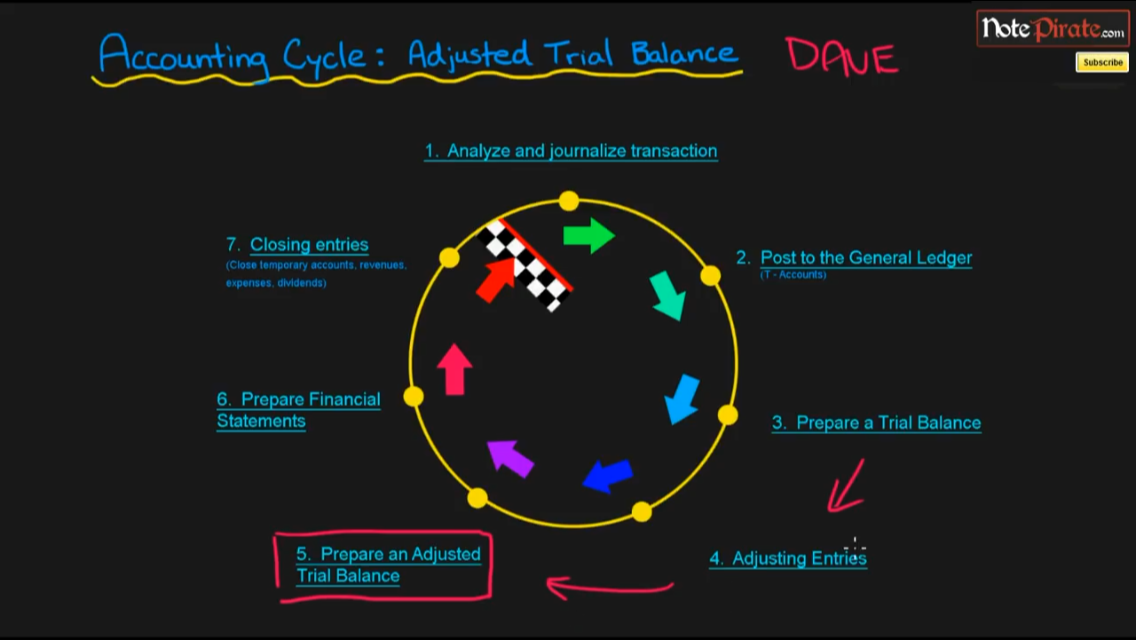 NotePirate.com
Subscribe
Accounting Cycle: Adjusted Trial Balance DAVE
1. Analyze and journalize transaction
2. Post to the General Ledger
(T - Accounts)
3. Prepare a Trial Balance
4. Adjusting Entries
5. Prepare an Adjusted
Trial Balance
6. Prepare Financial
Statements
7. Closing entries
(Close temporary accounts, revenues,
expenses, dividends)